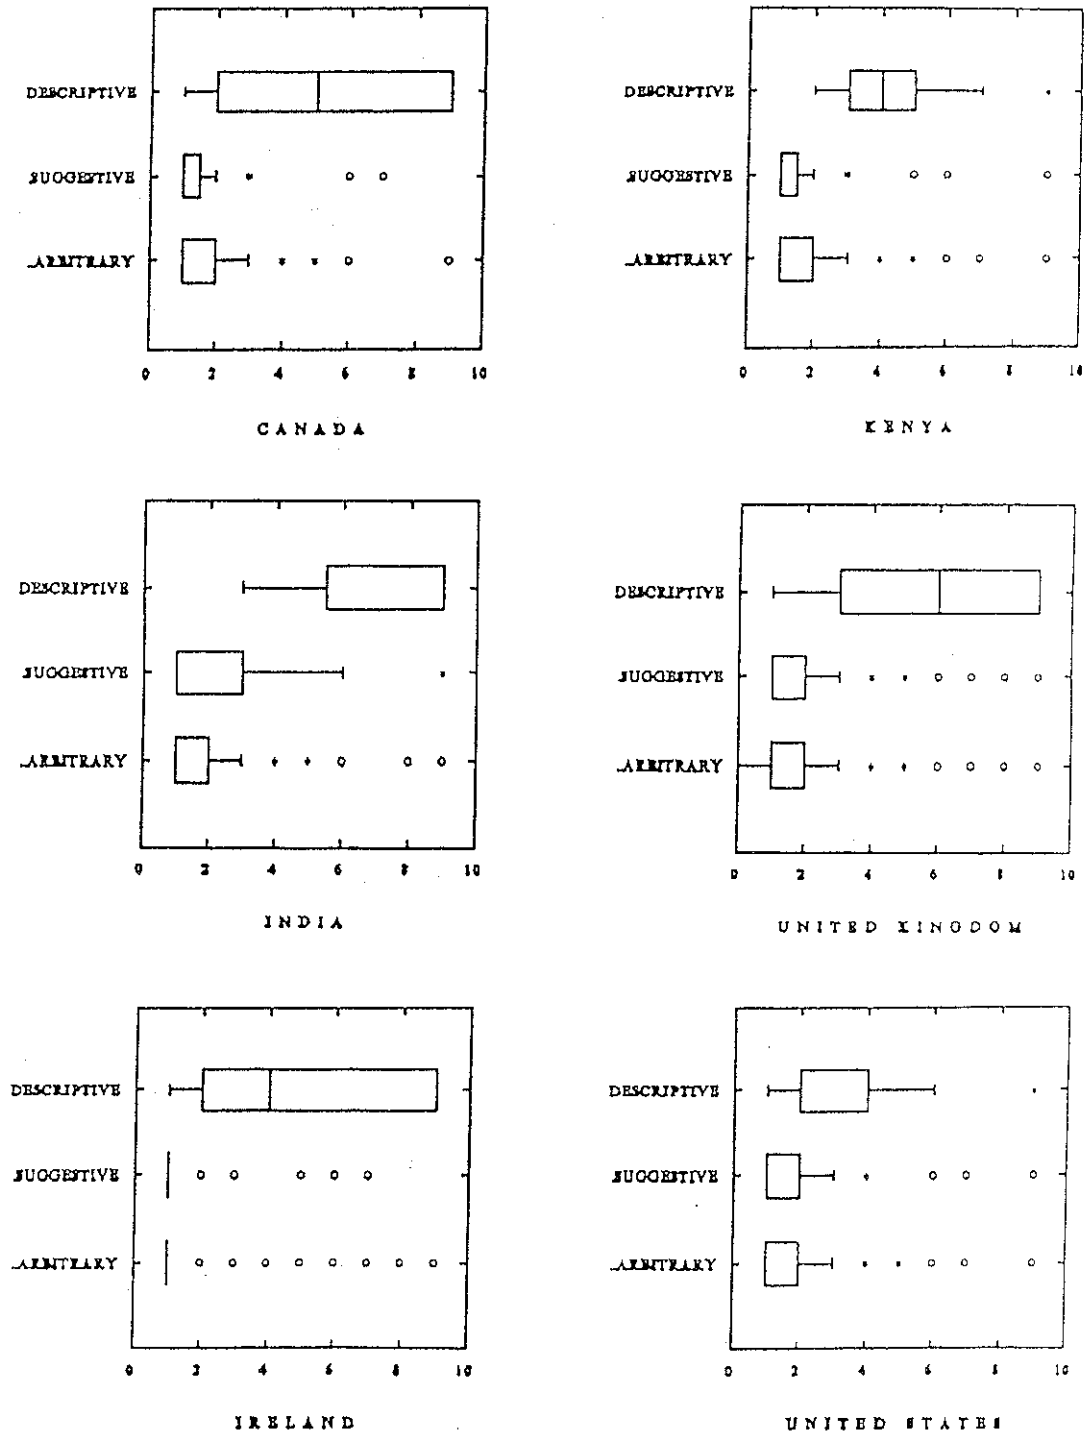 DESCRIPTIVE
SUGGESTIVE
ARBITRARY
0 2 4 6 8 10
CANADA
DESCRIPTIVE
SUGGESTIVE
ARBITRARY
0 2 4 6 8 10
KENYA
DESCRIPTIVE
SUGGESTIVE
ARBITRARY
0 2 4 6 8 10
INDIA
DESCRIPTIVE
SUGGESTIVE
ARBITRARY
0 2 4 6 8 10
UNITED KINGDOM
DESCRIPTIVE
SUGGESTIVE
ARBITRARY
0 2 4 6 8 10
IRELAND
DESCRIPTIVE
SUGGESTIVE
ARBITRARY
0 2 4 6 8 10
UNITED STATES